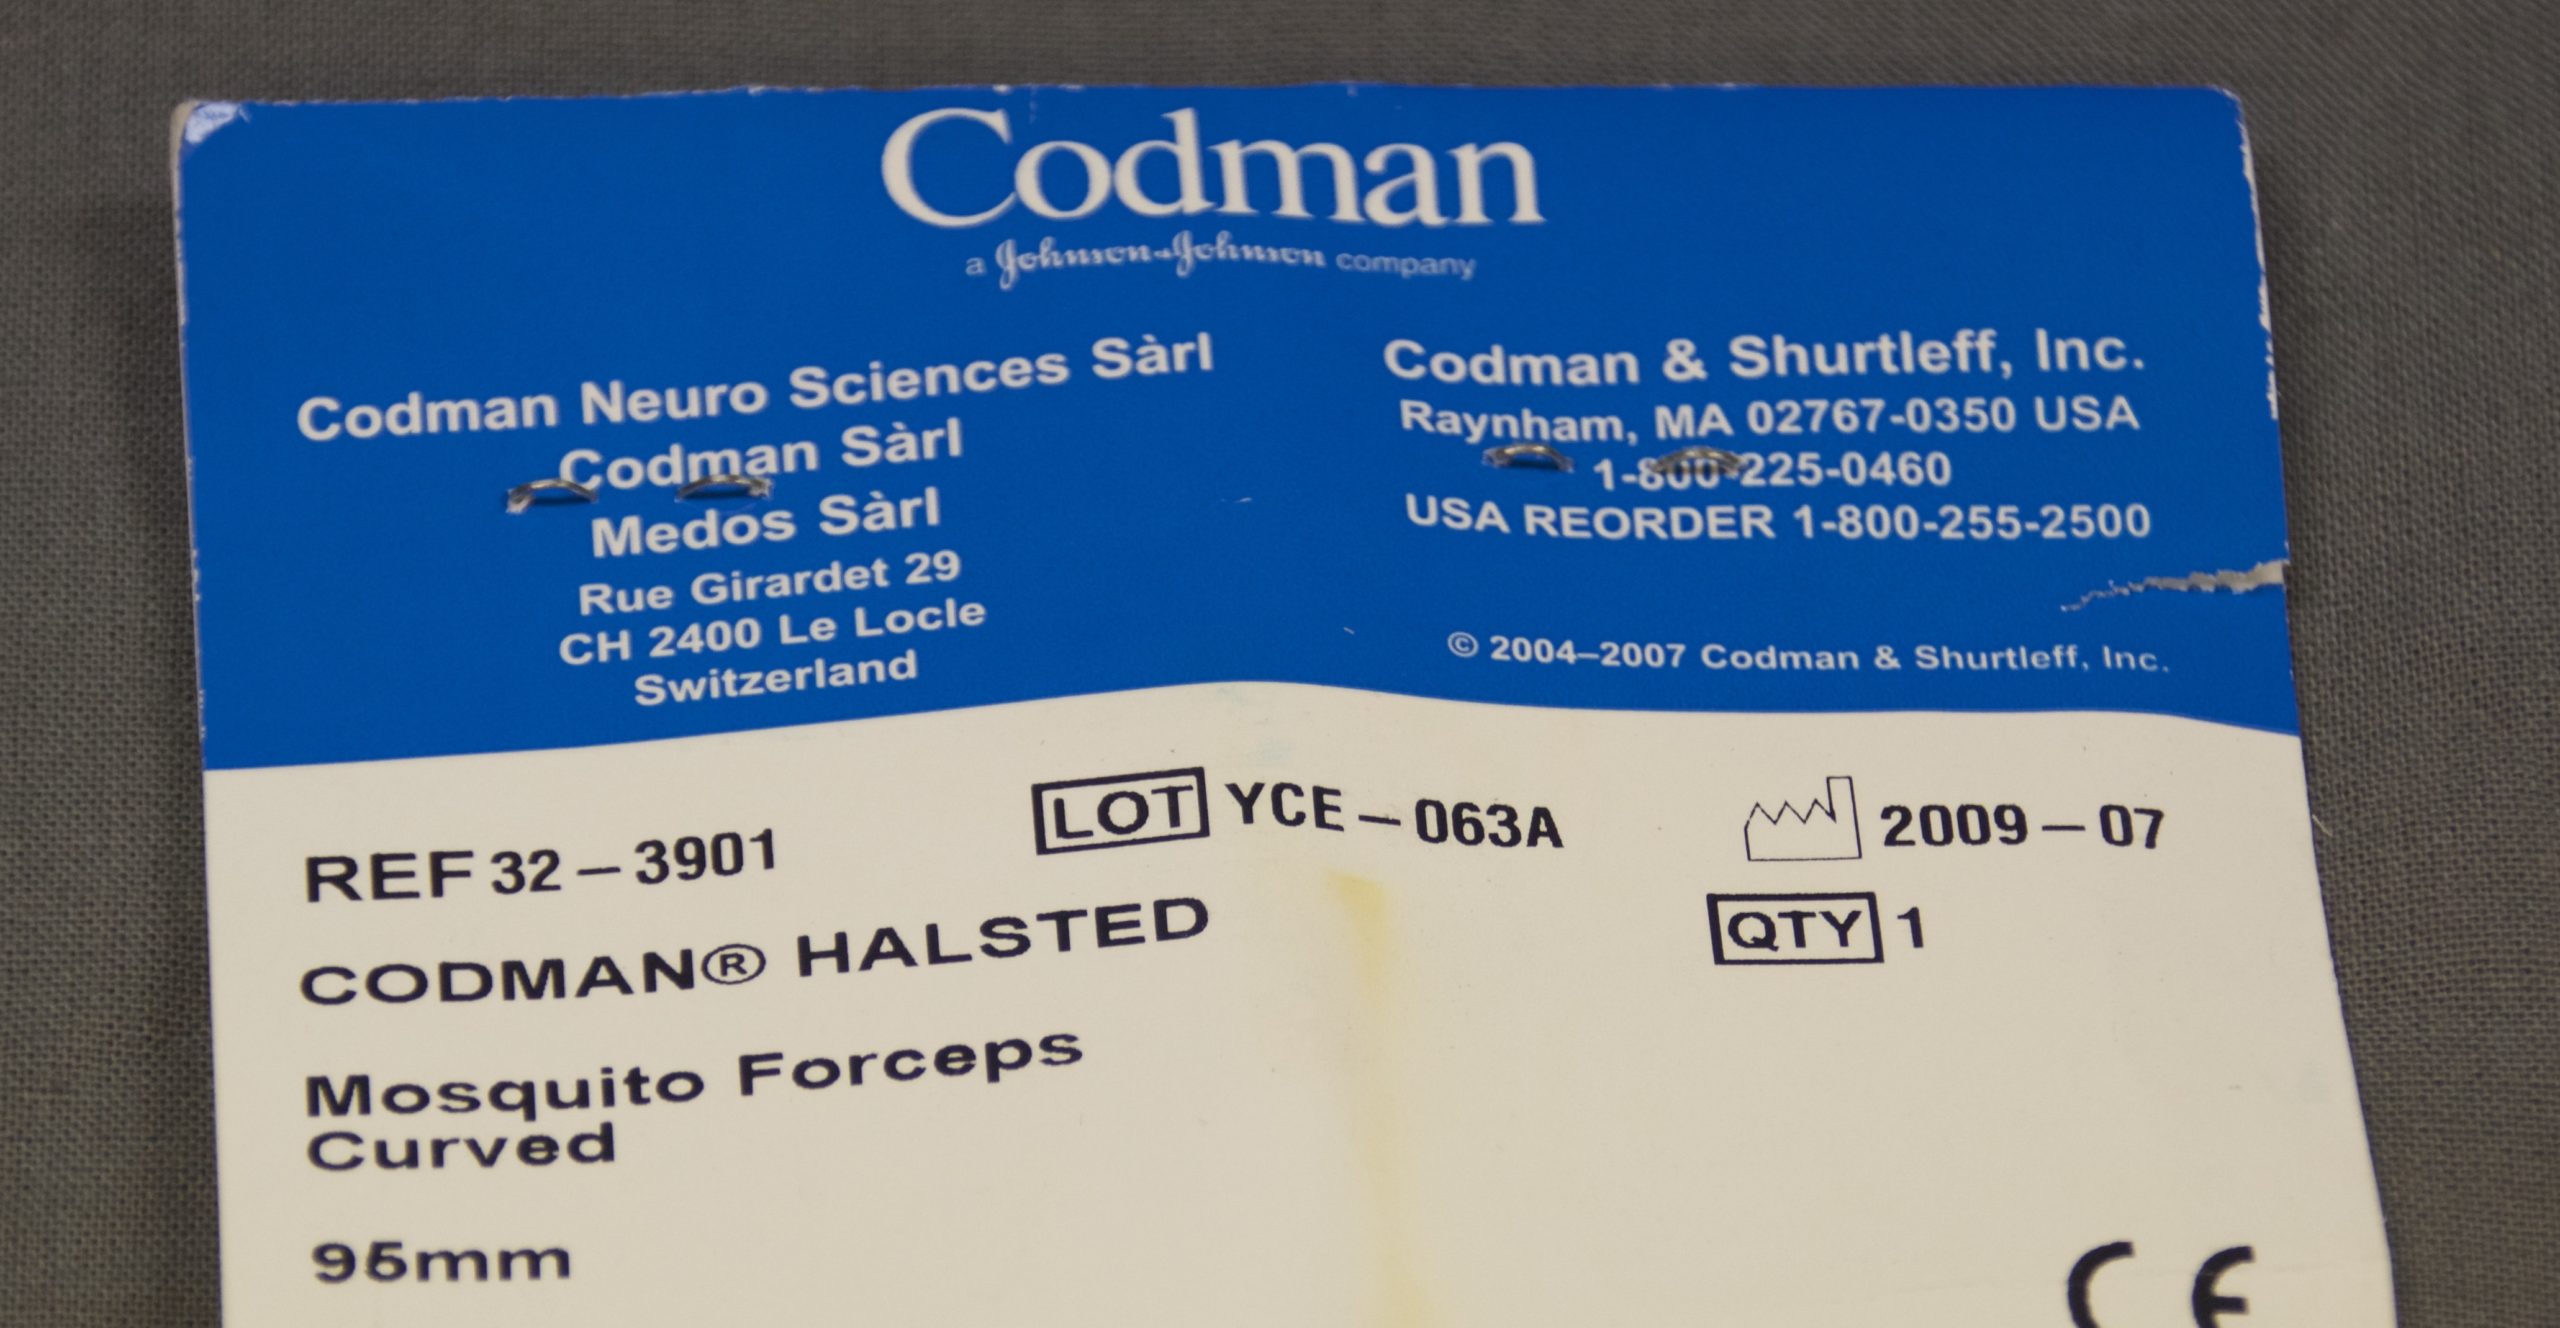 Codman
a Johnson & Johnson company
Codman Neuro Sciences Sàrl
Codman Sàrl
Medos Sàrl
Rue Girardet 29
CH 2400 Le Locle
Switzerland
Codman & Shurtleff, Inc.
Raynham, MA 02767-0350 USA
1-800-225-0460
USA REORDER 1-800-255-2500
© 2004–2007 Codman & Shurtleff, Inc.
REF 32-3901
LOT YCE-063A
2009-07
QTY 1
CODMAN® HALSTED
Mosquito Forceps
Curved
95mm
CE